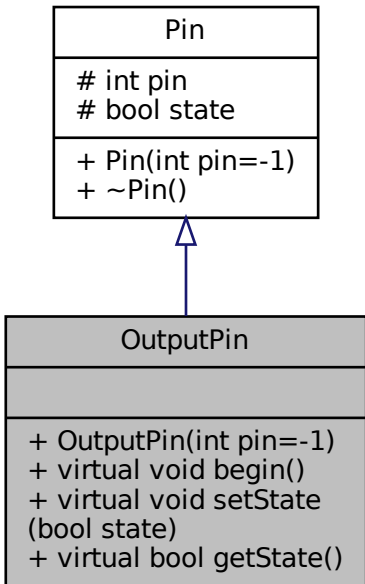 Pin
# int pin
# bool state
+ Pin(int pin=-1)
+ ~Pin()
OutputPin
+ OutputPin(int pin=-1)
+ virtual void begin()
+ virtual void setState
(bool state)
+ virtual bool getState()